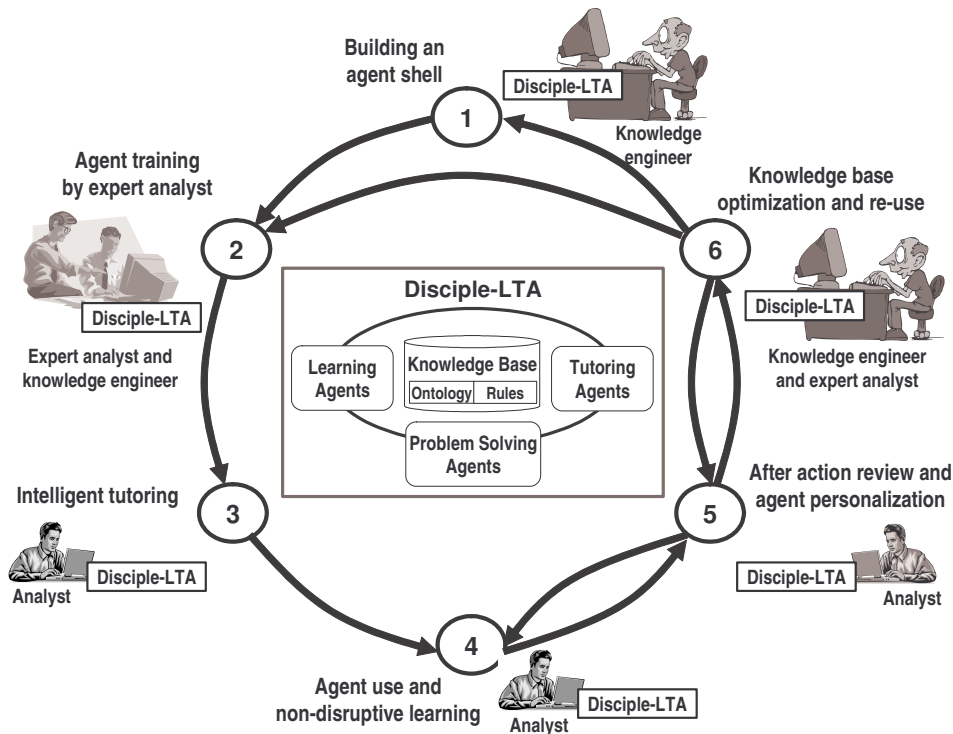 Building an
agent shell
1
Disciple-LTA
Knowledge
engineer
Agent training
by expert analyst
2
Disciple-LTA
Expert analyst and
knowledge engineer
Knowledge base
optimization and re-use
6
Disciple-LTA
Knowledge engineer
and expert analyst
Disciple-LTA
Learning
Agents
Knowledge Base
Ontology Rules
Tutoring
Agents
Problem Solving
Agents
Intelligent tutoring
3
Disciple-LTA
Analyst
After action review and
agent personalization
5
Disciple-LTA
Analyst
4
Agent use and
non-disruptive learning
Disciple-LTA
Analyst